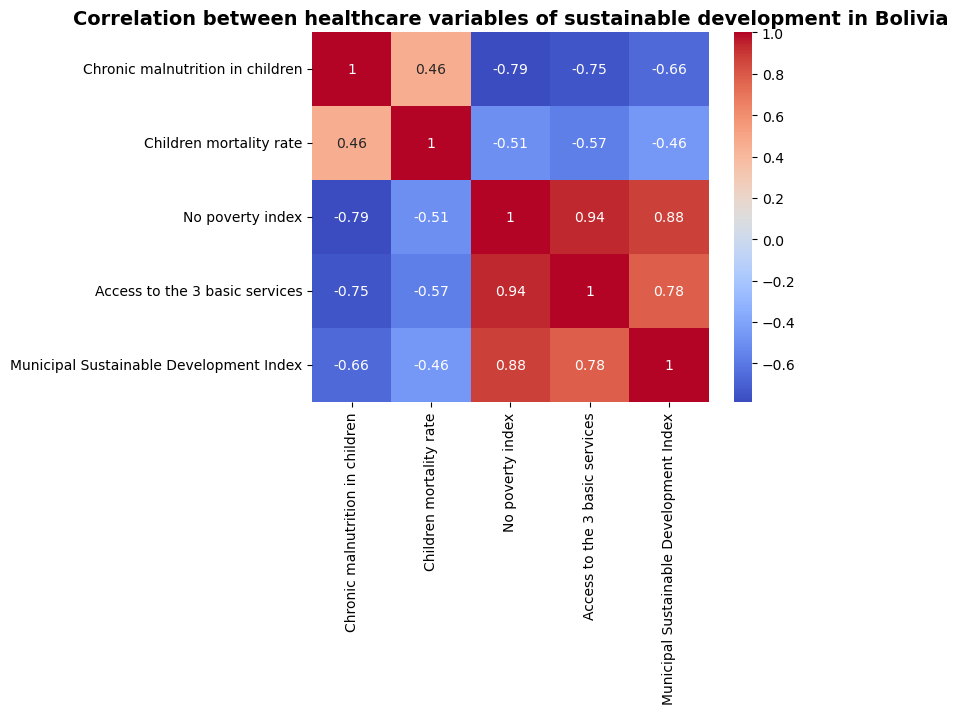 Correlation between healthcare variables of sustainable development in Bolivia
Chronic malnutrition in children 1 0.46 -0.79 -0.75 -0.66
Children mortality rate 0.46 1 -0.51 -0.57 -0.46
No poverty index -0.79 -0.51 1 0.94 0.88
Access to the 3 basic services -0.75 -0.57 0.94 1 0.78
Municipal Sustainable Development Index -0.66 -0.46 0.88 0.78 1
Chronic malnutrition in children
Children mortality rate
No poverty index
Access to the 3 basic services
Municipal Sustainable Development Index
1.0
0.8
0.6
0.4
0.2
0.0
−0.2
−0.4
−0.6